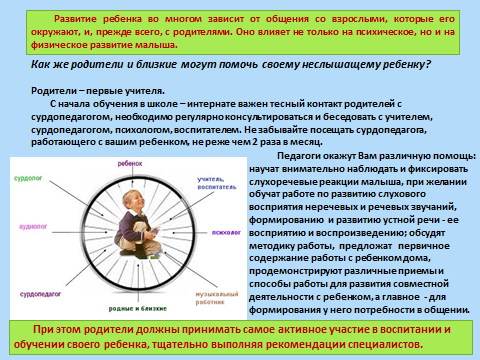 Развитие ребенка во многом зависит от общения со взрослыми, которые его
окружают, и, прежде всего, с родителями. Оно влияет не только на психическое, но и на
физическое развитие малыша.
Как же родители и близкие могут помочь своему неслышащему ребенку?
Родители – первые учителя.
С начала обучения в школе – интернате важен тесный контакт родителей с
сурдопедагогом, необходимо регулярно консультироваться и беседовать с учителем,
сурдопедагогом, психологом, воспитателем. Не забывайте посещать сурдопедагога,
работающего с вашим ребенком, не реже чем 2 раза в месяц.
ребенок
сурдолог
учитель,
воспитатель
аудиолог
психолог
сурдопедагог
музыкальный
работник
родные и близкие
Педагоги окажут Вам различную помощь:
научат внимательно наблюдать и фиксировать
слухоречевые реакции малыша, при желании
обучат работе по развитию слухового
восприятия неречевых и речевых звучаний,
формированию и развитию устной речи - ее
восприятию и воспроизведению; обсудят
методику работы, предложат первичное
содержание работы с ребенком дома,
продемонстрируют различные приемы и
способы работы для развития совместной
деятельности с ребенком, а главное - для
формирования у него потребности в общении.
При этом родители должны принимать самое активное участие в воспитании и
обучении своего ребенка, тщательно выполняя рекомендации специалистов.